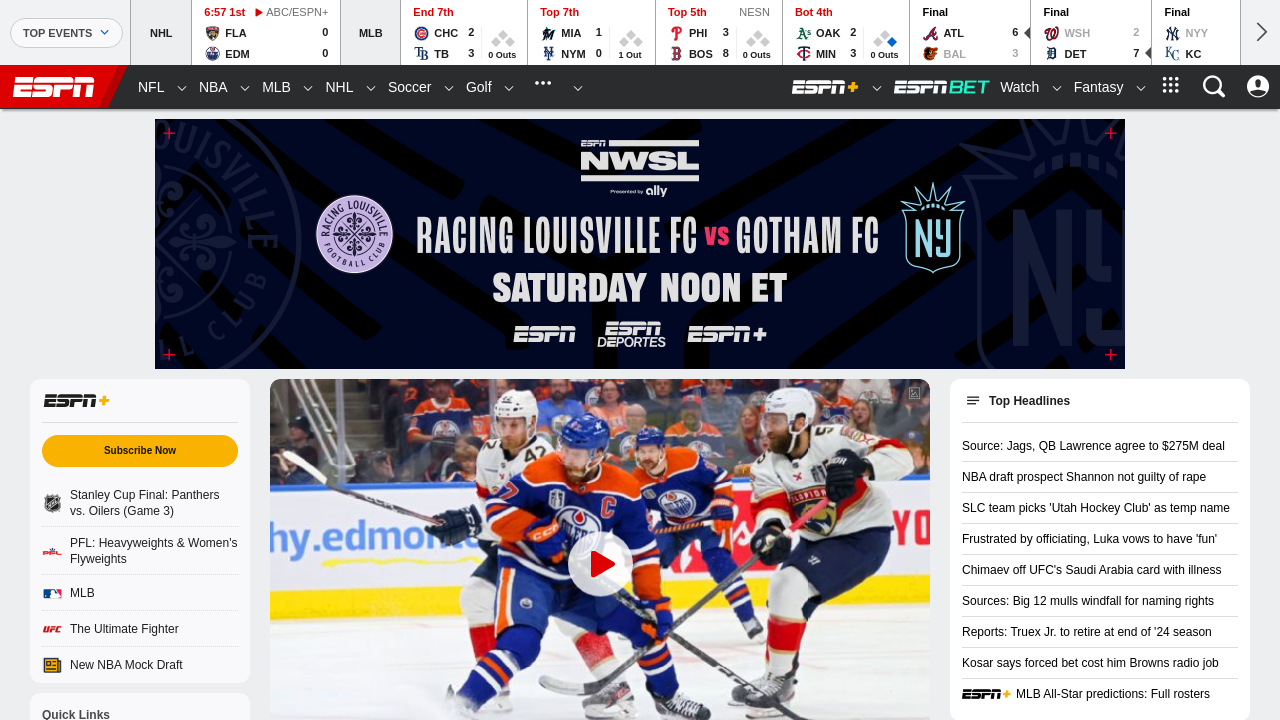 TOP EVENTS
NHL
6:57 1st ABC/ESPN+
FLA 0
EDM 0
MLB
End 7th
CHC 2
TB 3
0 Outs
Top 7th
MIA 1
NYM 0
1 Out
Top 5th NESN
PHI 3
BOS 8
0 Outs
Bot 4th
OAK 2
MIN 3
0 Outs
Final
ATL 6
BAL 3
Final
WSH 2
DET 7
Final
NYY
KC
ESPN
NFL
NBA
MLB
NHL
Soccer
Golf
ESPN+
ESPN BET
Watch
Fantasy
ESPN
NWSL
Presented by ally
RACING LOUISVILLE FC VS GOTHAM FC
RACING LOUISVILLE
FOOTBALL CLUB
NY
SATURDAY NOON ET
ESPN
ESPN DEPORTES
ESPN+
ESPN+
Subscribe Now
Stanley Cup Final: Panthers
vs. Oilers (Game 3)
PFL: Heavyweights & Women's
Flyweights
MLB
The Ultimate Fighter
New NBA Mock Draft
Quick Links
Top Headlines
Source: Jags, QB Lawrence agree to $275M deal
NBA draft prospect Shannon not guilty of rape
SLC team picks 'Utah Hockey Club' as temp name
Frustrated by officiating, Luka vows to have 'fun'
Chimaev off UFC's Saudi Arabia card with illness
Sources: Big 12 mulls windfall for naming rights
Reports: Truex Jr. to retire at end of '24 season
Kosar says forced bet cost him Browns radio job
ESPN+ MLB All-Star predictions: Full rosters